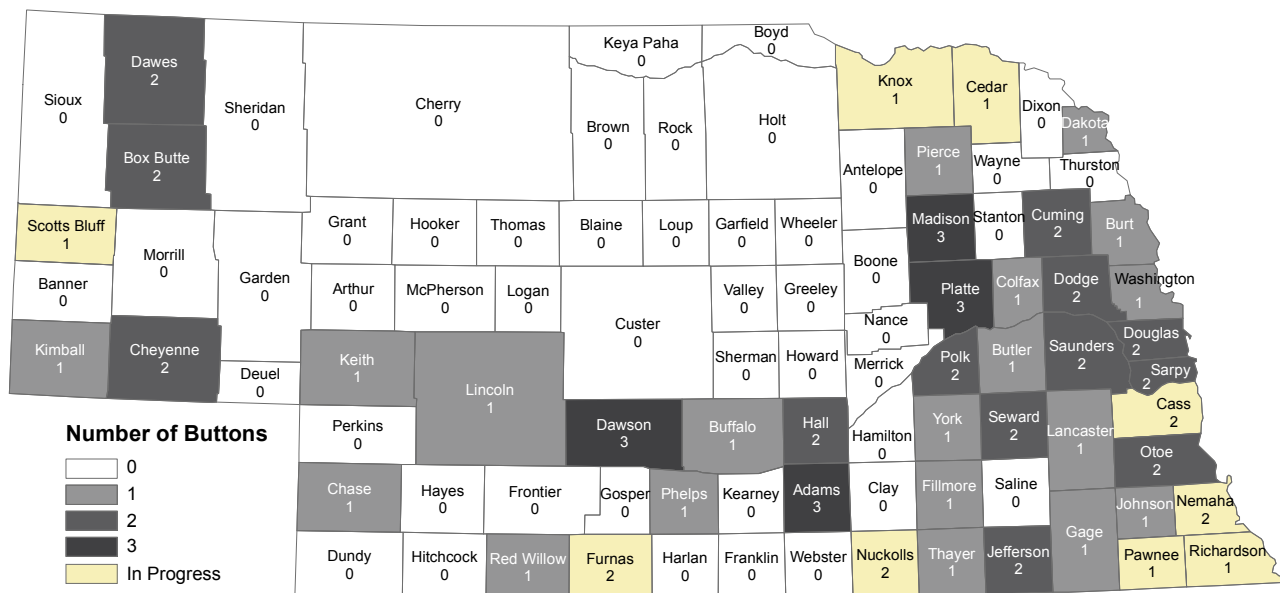 Boyd
0
Keya Paha
0
Dawes
2
Knox
1
Cedar
1
Sioux
0
Sheridan
0
Cherry
0
Dixon
0
Brown
0
Rock
0
Holt
0
Dakota
1
Box Butte
2
Pierce
1
Wayne
0
Antelope
0
Thurston
0
Scotts Bluff
1
Grant
0
Hooker
0
Thomas
0
Blaine
0
Loup
0
Garfield
0
Wheeler
0
Madison
3
Stanton
0
Cuming
2
Burt
1
Morrill
0
Boone
0
Garden
0
Banner
0
Arthur
0
McPherson
0
Logan
0
Valley
0
Greeley
0
Platte
3
Colfax
1
Dodge
2
Washington
1
Custer
0
Nance
0
Kimball
1
Cheyenne
2
Keith
1
Lincoln
1
Sherman
0
Howard
0
Merrick
0
Polk
2
Butler
1
Saunders
2
Douglas
2
Sarpy
2
Deuel
0
Cass
2
Perkins
0
Dawson
3
Buffalo
1
Hall
2
Hamilton
0
York
1
Seward
2
Lancaster
1
Otoe
2
Chase
1
Hayes
0
Frontier
0
Gosper
0
Phelps
1
Kearney
0
Adams
3
Clay
0
Fillmore
1
Saline
0
Johnson
1
Nemaha
2
Gage
1
Dundy
0
Hitchcock
0
Red Willow
1
Furnas
2
Harlan
0
Franklin
0
Webster
0
Nuckolls
2
Thayer
1
Jefferson
2
Pawnee
1
Richardson
1
Number of Buttons
0
1
2
3
In Progress